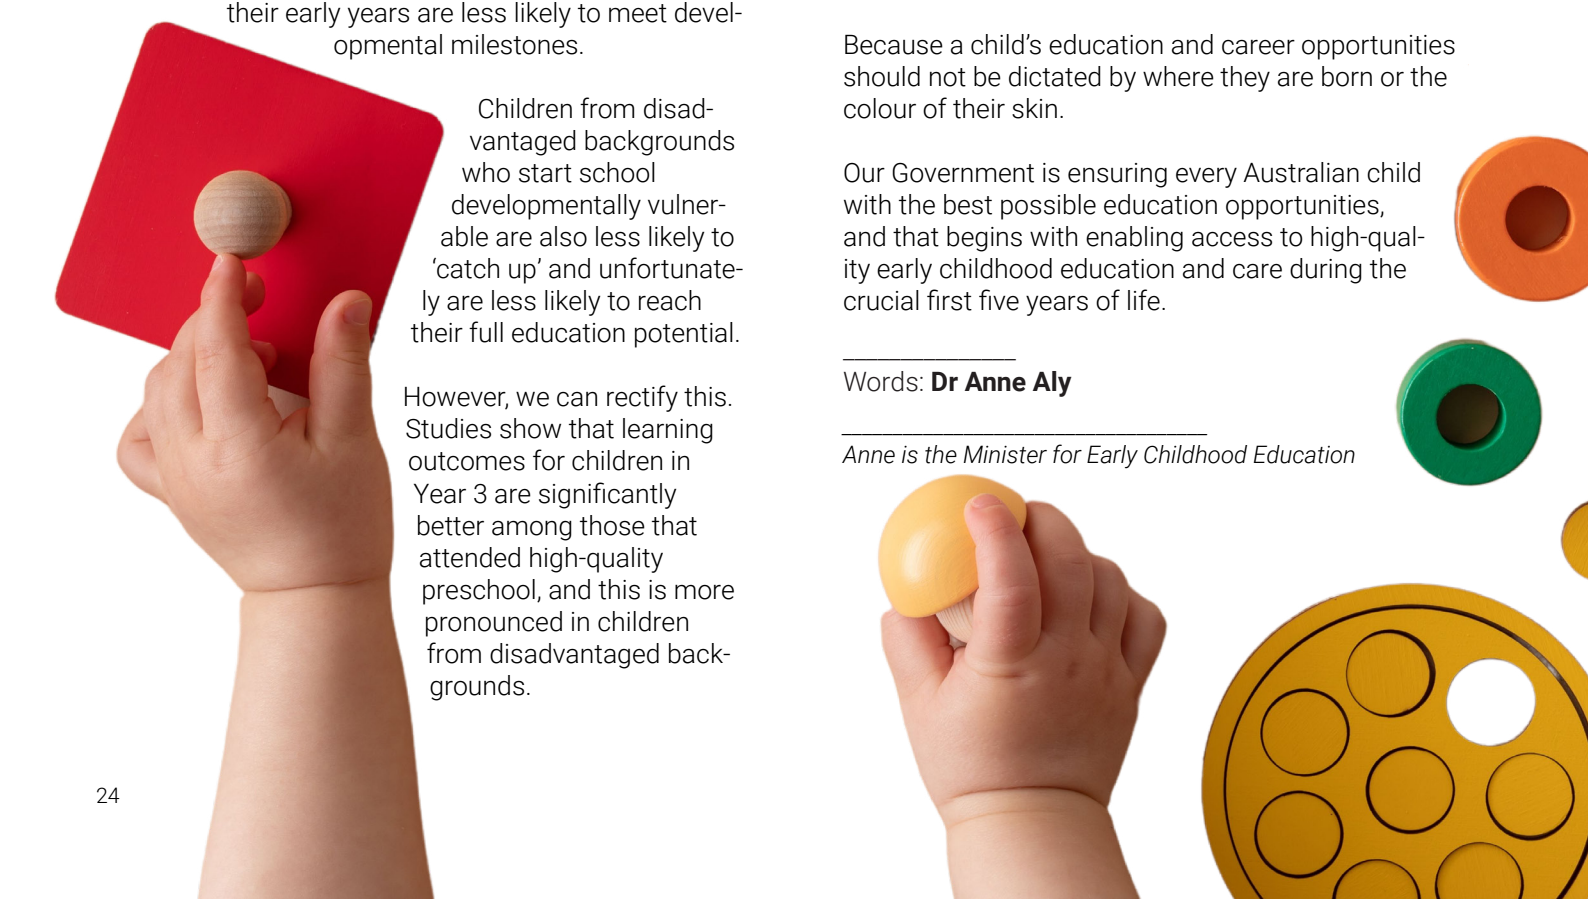 their early years are less likely to meet devel-
opmental milestones.
Children from disad-
vantaged backgrounds
who start school
developmentally vulner-
able are also less likely to
‘catch up’ and unfortunate-
ly are less likely to reach
their full education potential.
However, we can rectify this.
Studies show that learning
outcomes for children in
Year 3 are significantly
better among those that
attended high-quality
preschool, and this is more
pronounced in children
from disadvantaged back-
grounds.
24
Because a child’s education and career opportunities
should not be dictated by where they are born or the
colour of their skin.
Our Government is ensuring every Australian child
with the best possible education opportunities,
and that begins with enabling access to high-qual-
ity early childhood education and care during the
crucial first five years of life.
Words: Dr Anne Aly
Anne is the Minister for Early Childhood Education